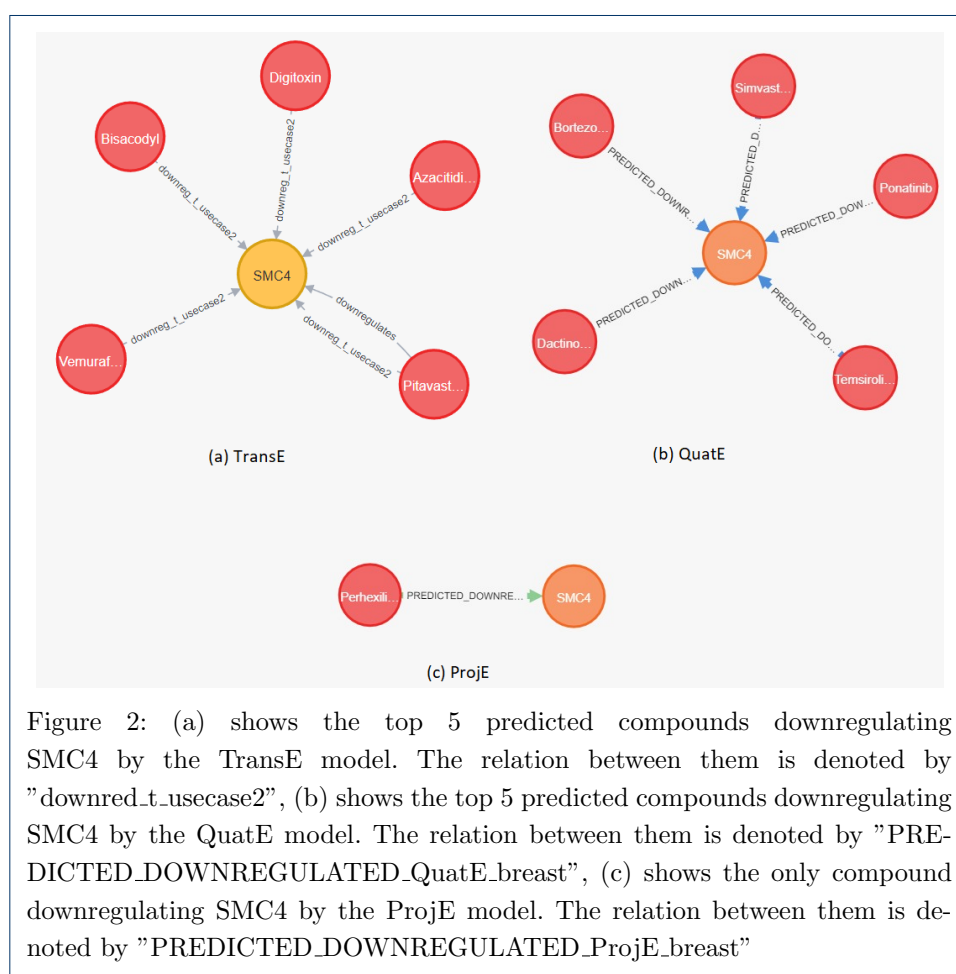 Digitoxin
Bisacodyl
Azacitidi...
downreg_t_usecase2
downreg_t_usecase2
downreg_t_usecase2
SMC4
downreg_t_usecase2
downregulates
downreg_t_usecase2
Vemuraf...
Pitavast...
(a) TransE
Simvast...
Bortezo...
Ponatinib
PREDICTED_DOWNR...
PREDICTED_D...
PREDICTED_DOW...
SMC4
PREDICTED_DOWN...
PREDICTED_DO...
Dactino...
Temsiroli...
(b) QuatE
Perhexili...
PREDICTED_DOWNRE...
SMC4
(c) ProjE
Figure 2: (a) shows the top 5 predicted compounds downregulating
SMC4 by the TransE model. The relation between them is denoted by
"downred_t_usecase2", (b) shows the top 5 predicted compounds downregulating
SMC4 by the QuatE model. The relation between them is denoted by "PRE-
DICTED_DOWNREGULATED_QuatE_breast", (c) shows the only compound
downregulating SMC4 by the ProjE model. The relation between them is de-
noted by "PREDICTED_DOWNREGULATED_ProjE_breast"